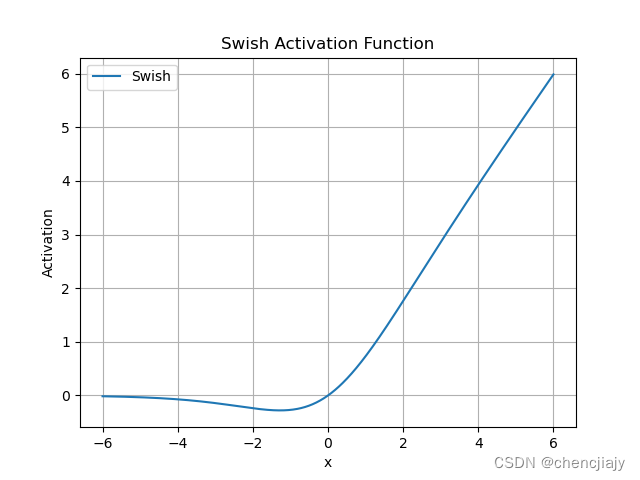 Swish Activation Function
Swish
6
5
4
3
2
1
0
Activation
−6 −4 −2 0 2 4 6
x
CSDN @chencjiajy